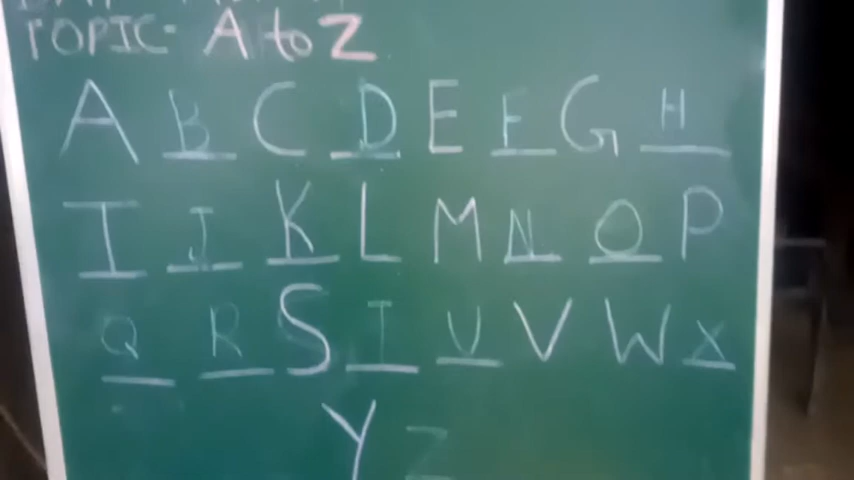 TOPIC:- A to Z
A B C D E F G H
I J K L M N O P
Q R S T U V W X
Y Z